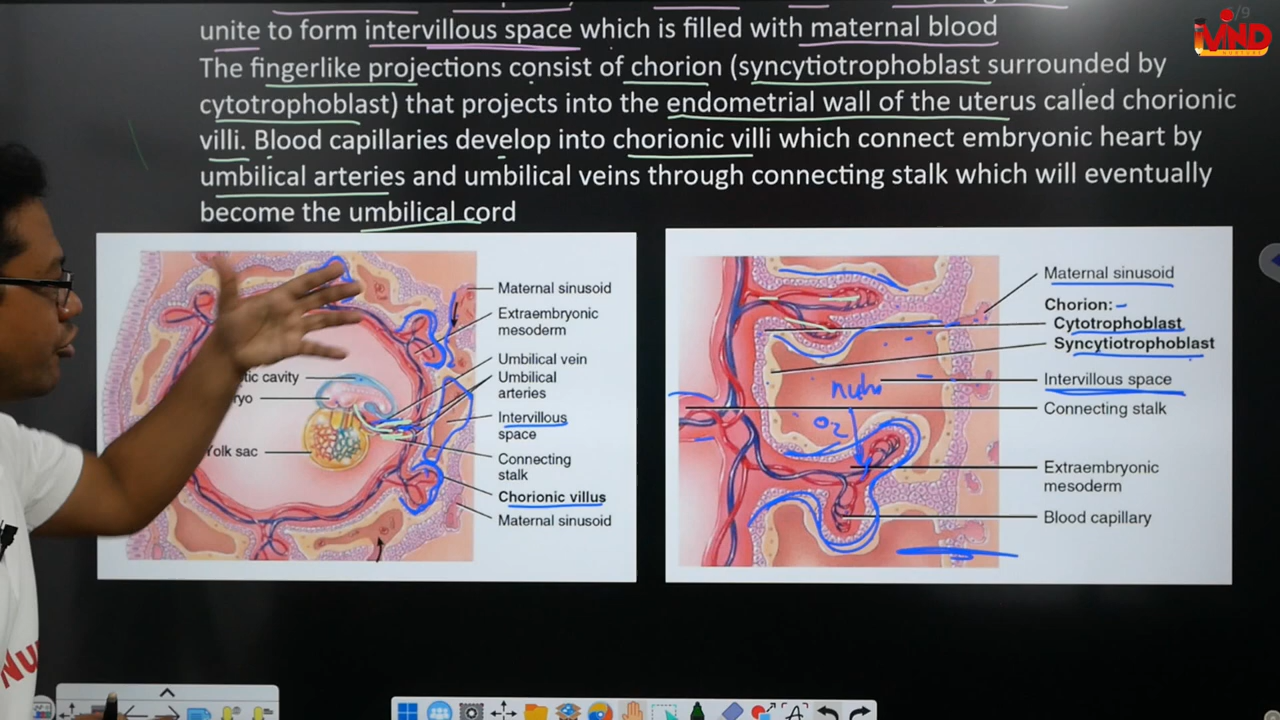 6/9
MIND
unite to form intervillous space which is filled with maternal blood
The fingerlike projections consist of chorion (syncytiotrophoblast surrounded by
cytotrophoblast) that projects into the endometrial wall of the uterus called chorionic
villi. Blood capillaries develop into chorionic villi which connect embryonic heart by
umbilical arteries and umbilical veins through connecting stalk which will eventually
become the umbilical cord
Maternal sinusoid
Extraembryonic
mesoderm
Umbilical vein
Umbilical
arteries
Intervillous
space
Connecting
stalk
Chorionic villus
Maternal sinusoid
cavity
Yolk sac
Maternal sinusoid
Chorion:
Cytotrophoblast
Syncytiotrophoblast
Intervillous space
Connecting stalk
Extraembryonic
mesoderm
Blood capillary
O2